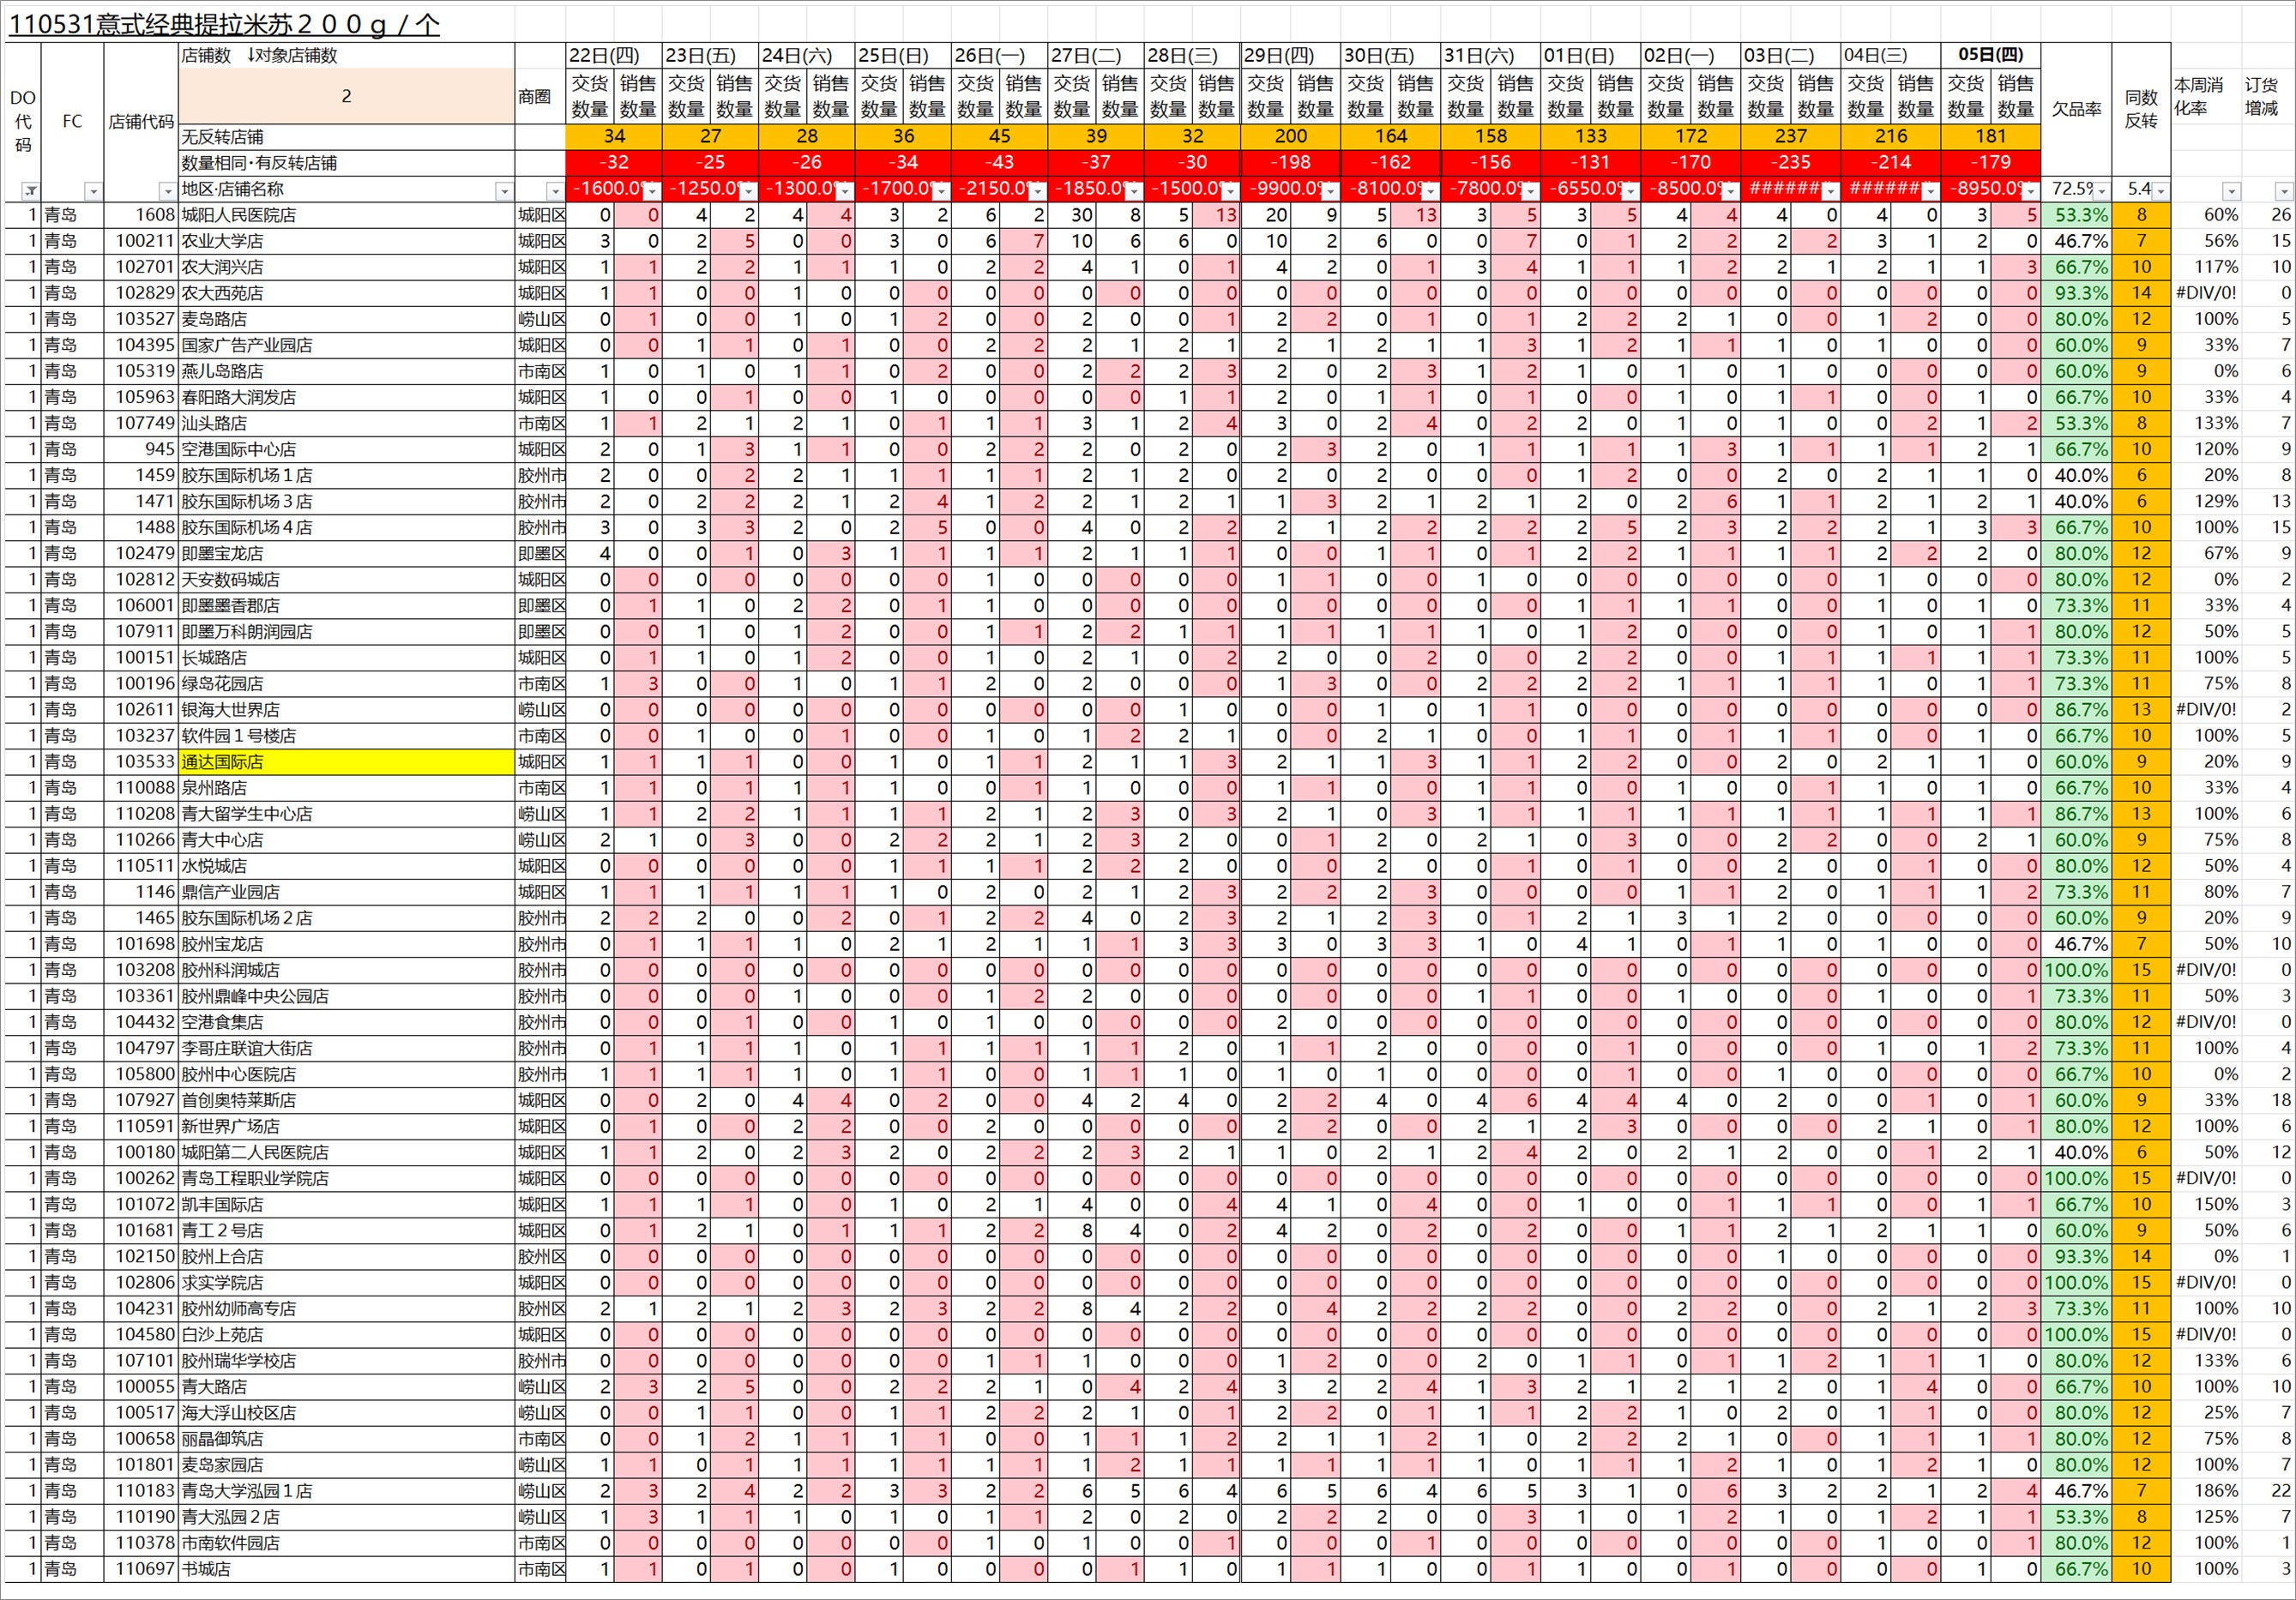 110531意式经典提拉米苏２００ｇ／个
DO代码 FC 店铺代码 店铺数 ↓对象店铺数 商圈 22日(四) 23日(五) 24日(六) 25日(日) 26日(一) 27日(二) 28日(三) 29日(四) 30日(五) 31日(六) 01日(日) 02日(一) 03日(二) 04日(三) 05日(四) 欠品率 同数反转 本周消化率 订货增减
2 交货数量 销售数量 交货数量 销售数量 交货数量 销售数量 交货数量 销售数量 交货数量 销售数量 交货数量 销售数量 交货数量 销售数量 交货数量 销售数量 交货数量 销售数量 交货数量 销售数量 交货数量 销售数量 交货数量 销售数量 交货数量 销售数量 交货数量 销售数量 交货数量 销售数量
无反转店铺 34 27 28 36 45 39 32 200 164 158 133 172 237 216 181
数量相同·有反转店铺 -32 -25 -26 -34 -43 -37 -30 -198 -162 -156 -131 -170 -235 -214 -179
地区·店铺名称 -1600.0% -1250.0% -1300.0% -1700.0% -2150.0% -1850.0% -1500.0% -9900.0% -8100.0% -7800.0% -6550.0% -8500.0% ####### ####### -8950.0% 72.5% 5.4
1 青岛 1608 城阳人民医院店 城阳区 0 0 4 2 4 4 3 2 6 2 30 8 5 13 20 9 5 13 3 5 3 5 4 4 4 0 4 0 3 5 53.3% 8 60% 26
1 青岛 100211 农业大学店 城阳区 3 0 2 5 0 0 3 0 6 7 10 6 6 0 10 2 6 0 0 7 0 1 2 2 2 2 3 1 2 0 46.7% 7 56% 15
1 青岛 102701 农大润兴店 城阳区 1 1 2 2 1 1 1 0 2 2 4 1 0 1 4 2 0 1 3 4 1 1 1 2 2 1 2 1 1 3 66.7% 10 117% 10
1 青岛 102829 农大西苑店 城阳区 1 1 0 0 1 0 0 0 0 0 0 0 0 0 0 0 0 0 0 0 0 0 0 0 0 0 0 0 0 0 93.3% 14 #DIV/0! 0
1 青岛 103527 麦岛路店 崂山区 0 1 0 0 1 0 1 2 0 0 2 0 0 1 2 2 0 1 0 1 2 2 2 1 0 0 1 2 0 0 80.0% 12 100% 5
1 青岛 104395 国家广告产业园店 城阳区 0 0 1 1 0 1 0 0 2 2 2 1 2 1 2 1 2 1 1 3 1 2 1 1 1 0 1 0 0 0 60.0% 9 33% 7
1 青岛 105319 燕儿岛路店 市南区 1 0 1 0 1 1 0 2 0 0 2 2 2 3 2 0 2 3 1 2 1 0 1 0 1 0 0 0 0 0 60.0% 9 0% 6
1 青岛 105963 春阳路大润发店 城阳区 1 0 0 1 0 0 1 0 0 0 0 0 1 1 2 0 1 1 0 1 0 0 1 0 1 1 0 0 1 0 66.7% 10 33% 4
1 青岛 107749 汕头路店 市南区 1 1 2 1 2 1 0 1 1 1 3 1 2 4 3 0 2 4 0 2 2 0 1 0 1 0 0 2 1 2 53.3% 8 133% 7
1 青岛 945 空港国际中心店 城阳区 2 0 1 3 1 1 0 0 2 2 2 0 2 0 2 3 2 0 1 1 1 1 1 3 1 1 1 1 2 1 66.7% 10 120% 9
1 青岛 1459 胶东国际机场１店 胶州市 2 0 0 2 2 1 1 1 1 1 2 1 2 0 2 0 2 0 0 0 1 2 0 0 2 0 2 1 1 0 40.0% 6 20% 8
1 青岛 1471 胶东国际机场３店 胶州市 2 0 2 2 2 1 2 4 1 2 2 1 2 1 1 3 2 1 2 1 2 0 2 6 1 1 2 1 2 1 40.0% 6 129% 13
1 青岛 1488 胶东国际机场４店 胶州市 3 0 3 3 2 0 2 5 0 0 4 0 2 2 2 1 2 2 2 2 2 5 2 3 2 2 2 1 3 3 66.7% 10 100% 15
1 青岛 102479 即墨宝龙店 即墨区 4 0 0 1 0 3 1 1 1 1 2 1 1 1 0 0 1 1 0 1 2 2 1 1 1 1 2 2 2 0 80.0% 12 67% 9
1 青岛 102812 天安数码城店 城阳区 0 0 0 0 0 0 0 0 1 0 0 0 0 0 1 1 0 0 1 0 0 0 0 0 0 0 1 0 0 0 80.0% 12 0% 2
1 青岛 106001 即墨墨香郡店 即墨区 0 1 1 0 2 2 0 1 1 0 0 0 0 0 0 0 0 0 0 0 1 1 1 1 0 0 1 0 1 0 73.3% 11 33% 4
1 青岛 107911 即墨万科朗润园店 即墨区 0 0 1 0 1 2 0 0 1 1 2 2 1 1 1 1 1 1 1 0 1 2 0 0 0 0 1 0 1 1 80.0% 12 50% 5
1 青岛 100151 长城路店 城阳区 0 1 1 0 1 2 0 0 1 0 2 1 0 2 2 0 0 2 0 0 2 2 0 0 1 1 1 1 1 1 73.3% 11 100% 5
1 青岛 100196 绿岛花园店 市南区 1 3 0 0 1 0 1 1 2 0 2 0 0 0 1 3 0 0 2 2 2 2 1 1 1 1 1 0 1 1 73.3% 11 75% 8
1 青岛 102611 银海大世界店 崂山区 0 0 0 0 0 0 0 0 0 0 0 0 1 0 0 0 1 0 1 1 0 0 0 0 0 0 0 0 0 0 86.7% 13 #DIV/0! 2
1 青岛 103237 软件园１号楼店 市南区 0 0 1 0 0 1 0 0 1 0 1 2 2 1 0 0 2 1 0 0 1 1 0 1 1 1 0 0 1 0 66.7% 10 100% 5
1 青岛 103533 通达国际店 城阳区 1 1 1 1 0 0 1 0 1 1 2 1 1 3 2 1 1 3 1 1 2 2 0 0 2 0 2 1 1 0 60.0% 9 20% 9
1 青岛 110088 泉州路店 市南区 1 1 0 1 1 1 1 0 0 1 1 0 0 0 1 1 0 0 1 1 0 0 1 0 0 1 1 0 1 0 66.7% 10 33% 4
1 青岛 110208 青大留学生中心店 崂山区 1 1 2 2 1 1 1 1 2 1 2 3 0 3 2 1 0 3 1 1 1 1 1 1 1 1 1 1 1 1 86.7% 13 100% 6
1 青岛 110266 青大中心店 崂山区 2 1 0 3 0 0 2 2 2 1 2 3 2 0 0 1 2 0 2 1 0 3 0 0 2 2 0 0 2 1 60.0% 9 75% 8
1 青岛 110511 水悦城店 城阳区 0 0 0 0 0 0 1 1 1 1 2 2 2 0 0 0 2 0 0 1 0 1 0 0 0 0 0 1 0 0 80.0% 12 50% 4
1 青岛 1146 鼎信产业园店 城阳区 1 1 1 1 1 1 1 0 2 0 2 1 2 3 2 2 2 3 0 0 0 0 1 1 2 0 1 1 1 2 73.3% 11 80% 7
1 青岛 1465 胶东国际机场２店 胶州市 2 2 2 0 0 2 0 1 2 2 4 0 2 3 2 1 2 3 0 1 2 1 3 1 2 0 0 0 0 0 60.0% 9 20% 9
1 青岛 101698 胶州宝龙店 胶州市 0 1 1 1 1 0 2 1 2 1 1 1 3 3 3 0 3 3 1 0 4 1 0 1 1 0 1 0 0 0 46.7% 7 50% 10
1 青岛 103208 胶州科润城店 胶州市 0 0 0 0 0 0 0 0 0 0 0 0 0 0 0 0 0 0 0 0 0 0 0 0 0 0 0 0 0 0 100.0% 15 #DIV/0! 0
1 青岛 103361 胶州鼎峰中央公园店 胶州市 0 0 0 0 1 0 0 0 1 2 2 0 0 0 0 0 0 0 1 1 0 0 1 0 0 0 1 0 0 1 73.3% 11 50% 3
1 青岛 104432 空港食集店 胶州市 0 0 0 1 0 0 1 0 1 0 0 0 0 0 2 0 0 0 0 0 0 0 0 0 0 0 0 0 0 0 80.0% 12 #DIV/0! 0
1 青岛 104797 李哥庄联谊大街店 胶州市 0 1 1 1 1 0 1 1 1 1 1 1 2 0 1 1 2 0 0 0 0 1 0 0 0 0 1 0 1 2 73.3% 11 100% 4
1 青岛 105800 胶州中心医院店 胶州市 1 1 1 1 1 0 1 1 0 0 1 1 1 0 1 0 1 0 0 0 0 1 0 0 1 0 0 0 0 0 66.7% 10 0% 2
1 青岛 107927 首创奥特莱斯店 城阳区 0 0 2 0 4 4 0 2 0 0 4 2 4 0 2 2 4 0 4 6 4 4 4 0 2 0 0 1 0 1 60.0% 9 33% 18
1 青岛 110591 新世界广场店 城阳区 0 1 0 0 2 2 0 0 2 0 0 0 0 0 2 2 0 0 2 1 2 3 0 0 0 0 2 1 0 1 80.0% 12 100% 6
1 青岛 100180 城阳第二人民医院店 城阳区 1 1 2 0 2 3 2 0 2 2 2 3 2 1 1 0 2 1 2 4 2 0 2 1 2 0 0 1 2 1 40.0% 6 50% 12
1 青岛 100262 青岛工程职业学院店 城阳区 0 0 0 0 0 0 0 0 0 0 0 0 0 0 0 0 0 0 0 0 0 0 0 0 0 0 0 0 0 0 100.0% 15 #DIV/0! 0
1 青岛 101072 凯丰国际店 城阳区 1 1 1 1 0 0 1 0 2 1 4 0 0 4 4 1 0 4 0 0 1 0 0 1 1 1 0 0 1 1 66.7% 10 150% 3
1 青岛 101681 青工２号店 城阳区 0 1 2 1 0 1 1 1 2 2 8 4 0 2 4 2 0 2 0 2 0 0 1 1 2 1 2 1 1 0 60.0% 9 50% 6
1 青岛 102150 胶州上合店 胶州区 0 0 0 0 0 0 0 0 0 0 0 0 0 0 0 0 0 0 0 0 0 0 0 0 1 0 0 0 0 0 93.3% 14 0% 1
1 青岛 102806 求实学院店 城阳区 0 0 0 0 0 0 0 0 0 0 0 0 0 0 0 0 0 0 0 0 0 0 0 0 0 0 0 0 0 0 100.0% 15 #DIV/0! 0
1 青岛 104231 胶州幼师高专店 胶州区 2 1 2 1 2 3 2 3 2 2 8 4 2 2 0 4 2 2 2 2 0 0 2 2 0 0 2 1 2 3 73.3% 11 100% 10
1 青岛 104580 白沙上苑店 城阳区 0 0 0 0 0 0 0 0 0 0 0 0 0 0 0 0 0 0 0 0 0 0 0 0 0 0 0 0 0 0 100.0% 15 #DIV/0! 0
1 青岛 107101 胶州瑞华学校店 胶州市 0 0 0 0 0 0 0 0 1 1 1 0 0 0 1 2 0 0 2 0 1 1 0 1 1 2 1 1 1 0 80.0% 12 133% 6
1 青岛 100055 青大路店 崂山区 2 3 2 5 0 0 2 2 2 1 0 4 2 4 3 2 2 4 1 3 2 1 2 1 2 0 1 4 0 0 66.7% 10 100% 10
1 青岛 100517 海大浮山校区店 崂山区 0 0 1 1 0 0 1 1 2 2 2 1 0 1 2 2 0 1 1 1 2 2 1 0 2 0 1 1 0 0 80.0% 12 25% 7
1 青岛 100658 丽晶御筑店 市南区 0 0 1 2 1 1 1 1 0 0 1 1 1 2 2 1 1 2 1 0 2 2 2 1 0 0 1 1 1 1 80.0% 12 75% 8
1 青岛 101801 麦岛家园店 崂山区 1 1 0 1 1 1 1 1 1 1 1 2 1 1 1 1 1 1 1 0 1 1 1 2 1 0 1 2 1 0 80.0% 12 100% 7
1 青岛 110183 青岛大学泓园１店 崂山区 2 3 2 4 2 2 3 3 2 2 6 5 6 4 6 5 6 4 6 5 3 1 0 6 3 2 2 1 2 4 46.7% 7 186% 22
1 青岛 110190 青大泓园２店 崂山区 1 3 1 1 1 0 1 0 1 1 2 0 2 0 2 2 2 0 0 3 1 0 1 2 1 0 1 2 1 1 53.3% 8 125% 7
1 青岛 110378 市南软件园店 市南区 0 0 0 0 0 0 0 0 1 0 1 0 0 1 0 0 0 1 0 0 0 0 0 0 0 0 1 0 0 1 80.0% 12 100% 1
1 青岛 110697 书城店 市南区 1 1 0 1 0 0 1 0 0 0 0 1 1 0 1 1 1 0 0 1 1 0 0 1 0 0 0 0 1 0 66.7% 10 100% 3